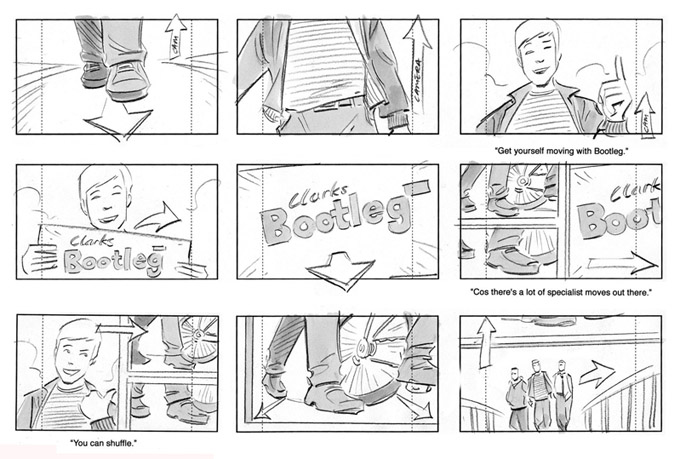 CAM
CAMERA
CAM
"Get yourself moving with Bootleg."
Clarks
Bootleg
Clarks
Bootleg
Clark
Boot
"Cos there's a lot of specialist moves out there."
"You can shuffle."